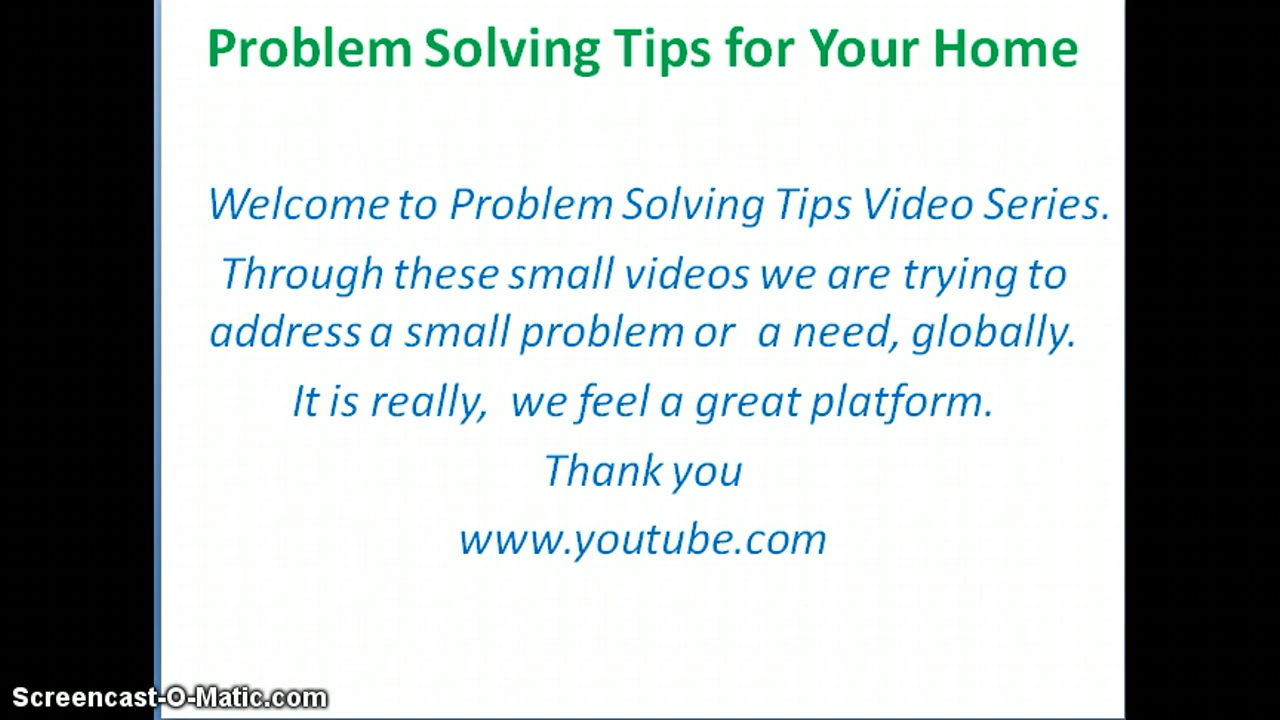 Problem Solving Tips for Your Home
Welcome to Problem Solving Tips Video Series.
Through these small videos we are trying to
address a small problem or  a need, globally.
It is really,  we feel a great platform.
Thank you
www.youtube.com
Screencast-O-Matic.com